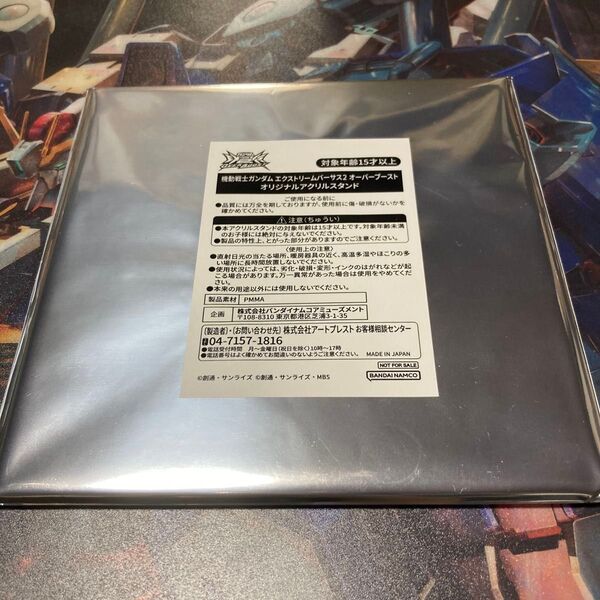 対象年齢15才以上
機動戦士ガンダム エクストリームバーサス2 オーバーブースト
オリジナルアクリルスタンド
ご使用になる前に
●品質には万全を期しておりますが、使用前に傷・破損がないかを
確かめてください。
⚠ 注意(ちゅうい)
●本アクリルスタンドの対象年齢は15才以上です。対象年齢未満
のお子様には絶対に与えないでください。
●製品の特性上、とがった部分がありますのでご注意ください。
〈使用上の注意〉
●直射日光の当たる場所、暖房器具の近く、高温多湿やほこりの多
い場所に長時間放置しないでください。
●使用状況によっては、劣化・破損・変形・インクのはがれなどが起
こる場合があります。万一異常があった場合は使用をやめてくだ
さい。
●本来の用途以外には使用しないでください。
製品素材 PMMA
企画 株式会社バンダイナムコアミューズメント
〒108-8310 東京都港区芝浦3-1-35
(製造者)・(お問い合わせ先) 株式会社アートプレスト お客様相談センター
04-7157-1816
●電話受付時間 月～金曜日(祝日を除く)10時～17時
●電話番号はよく確かめてお間違のないようご注意ください。 MADE IN JAPAN
NOT FOR SALE
©創通・サンライズ ©創通・サンライズ・MBS
BANDAI NAMCO